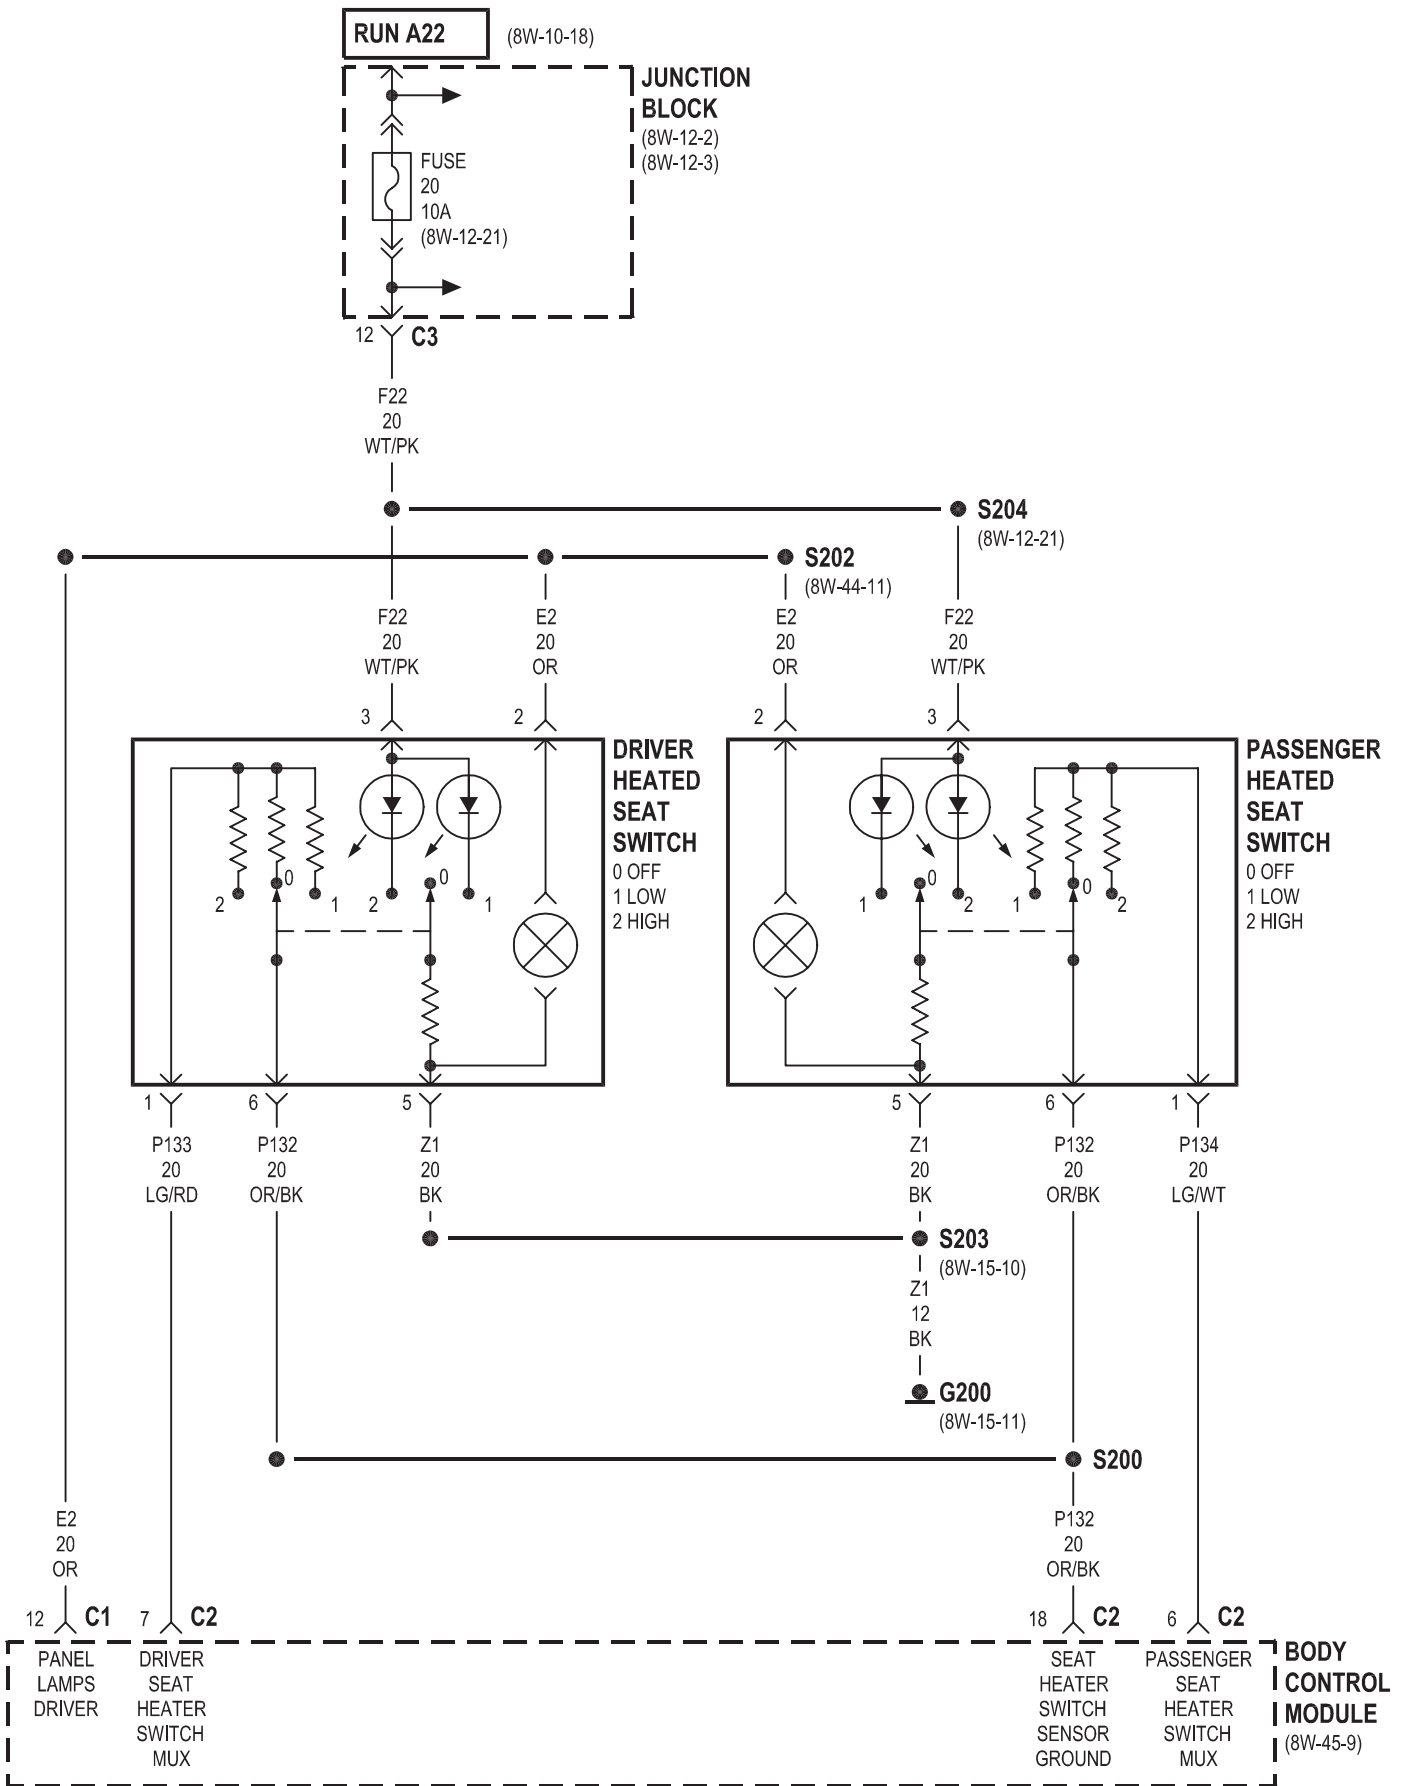 RUN A22
(8W-10-18)
JUNCTION
BLOCK
(8W-12-2)
(8W-12-3)
FUSE
20
10A
(8W-12-21)
12
C3
F22
20
WT/PK
S204
(8W-12-21)
S202
(8W-44-11)
F22
20
WT/PK
E2
20
OR
E2
20
OR
F22
20
WT/PK
3
2
2
3
DRIVER
HEATED
SEAT
SWITCH
0 OFF
1 LOW
2 HIGH
PASSENGER
HEATED
SEAT
SWITCH
0 OFF
1 LOW
2 HIGH
2
0
1
2
0
1
1
0
2
1
0
2
1
6
5
5
6
1
P133
20
LG/RD
P132
20
OR/BK
Z1
20
BK
Z1
20
BK
P132
20
OR/BK
P134
20
LG/WT
S203
(8W-15-10)
Z1
12
BK
G200
(8W-15-11)
S200
E2
20
OR
P132
20
OR/BK
12
C1
7
C2
18
C2
6
C2
PANEL
LAMPS
DRIVER
DRIVER
SEAT
HEATER
SWITCH
MUX
SEAT
HEATER
SWITCH
SENSOR
GROUND
PASSENGER
SEAT
HEATER
SWITCH
MUX
BODY
CONTROL
MODULE
(8W-45-9)